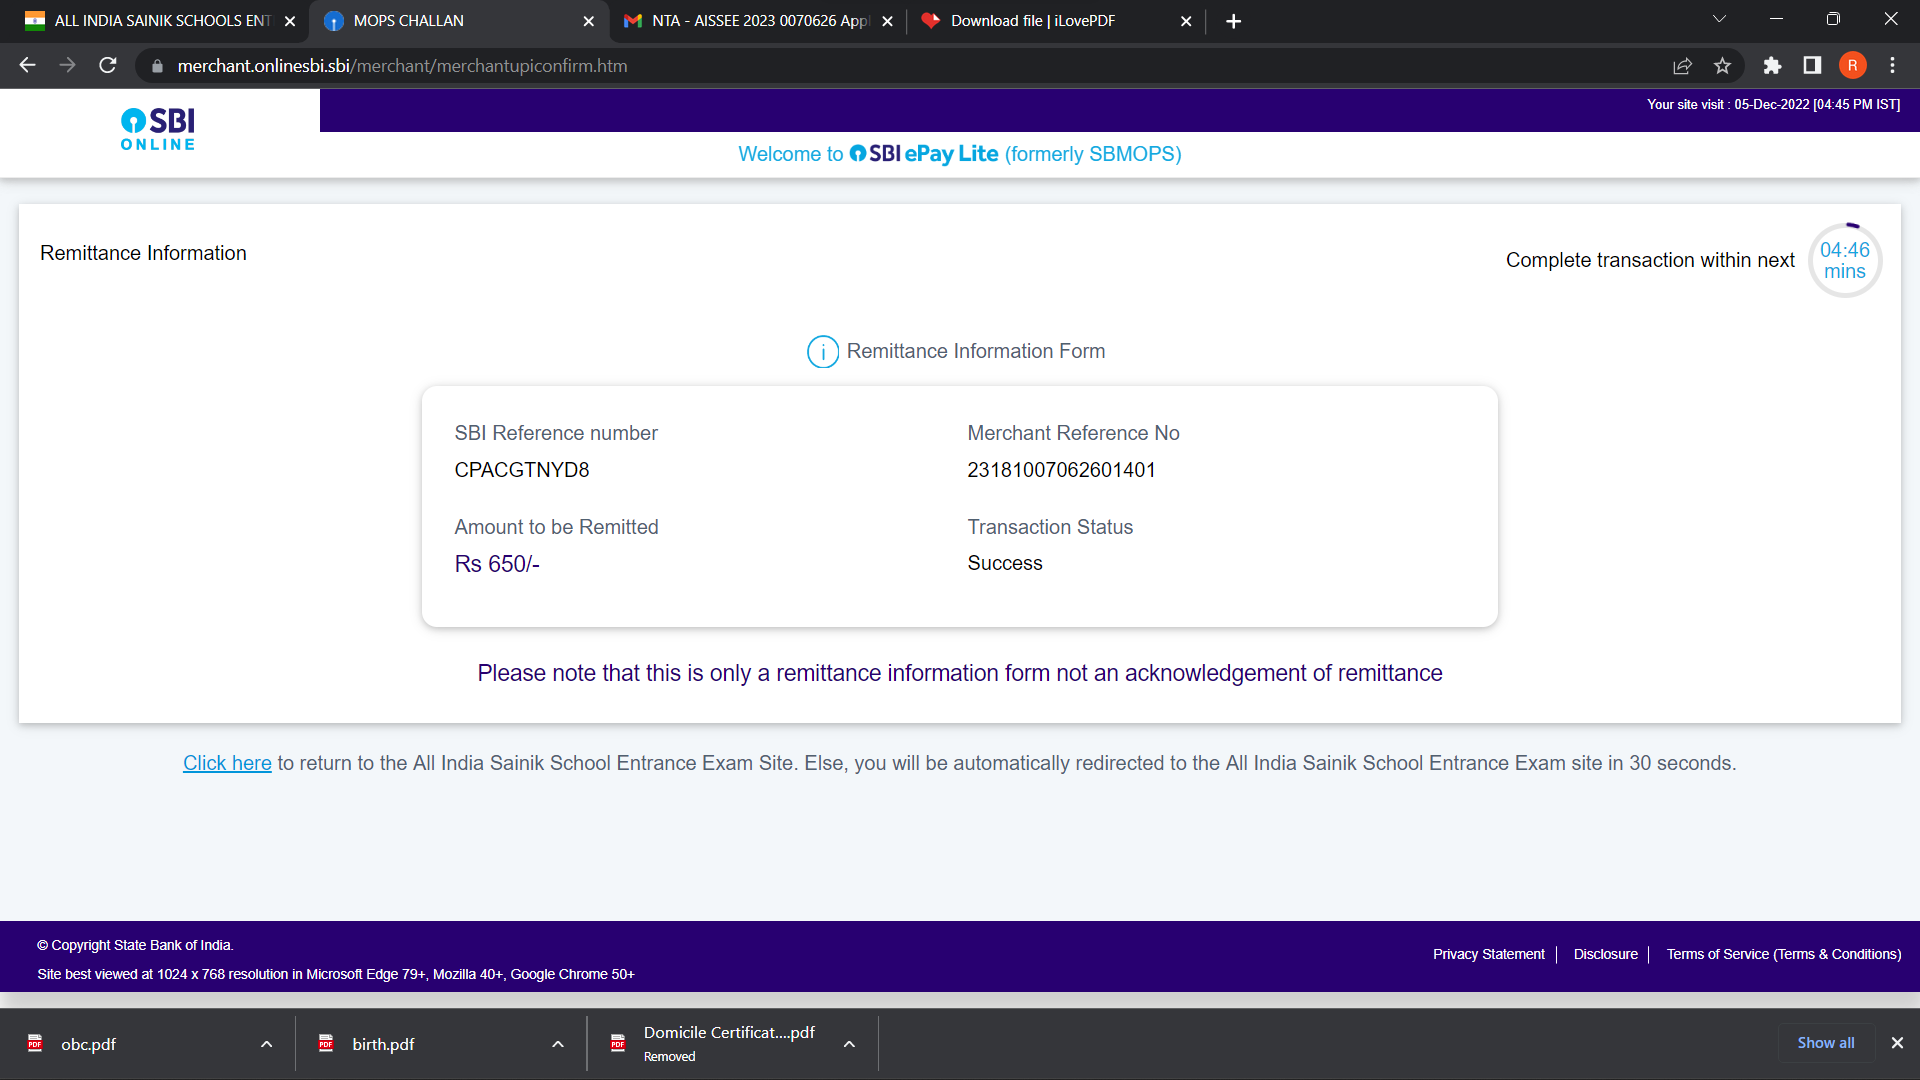 ALL INDIA SAINIK SCHOOLS ENT
MOPS CHALLAN
NTA - AISSEE 2023 0070626 Appl
Download file | iLovePDF
merchant.onlinesbi.sbi/merchant/merchantupiconfirm.htm
R
Your site visit : 05-Dec-2022 [04:45 PM IST]
SBI
ONLINE
Welcome to SBI ePay Lite (formerly SBMOPS)
Remittance Information
Complete transaction within next
04:46
mins
i Remittance Information Form
SBI Reference number
CPACGTNYD8
Merchant Reference No
23181007062601401
Amount to be Remitted
Rs 650/-
Transaction Status
Success
Please note that this is only a remittance information form not an acknowledgement of remittance
Click here to return to the All India Sainik School Entrance Exam Site. Else, you will be automatically redirected to the All India Sainik School Entrance Exam site in 30 seconds.
© Copyright State Bank of India.
Site best viewed at 1024 x 768 resolution in Microsoft Edge 79+, Mozilla 40+, Google Chrome 50+
Privacy Statement
Disclosure
Terms of Service (Terms & Conditions)
PDF
obc.pdf
PDF
birth.pdf
PDF
Domicile Certificat....pdf
Removed
Show all